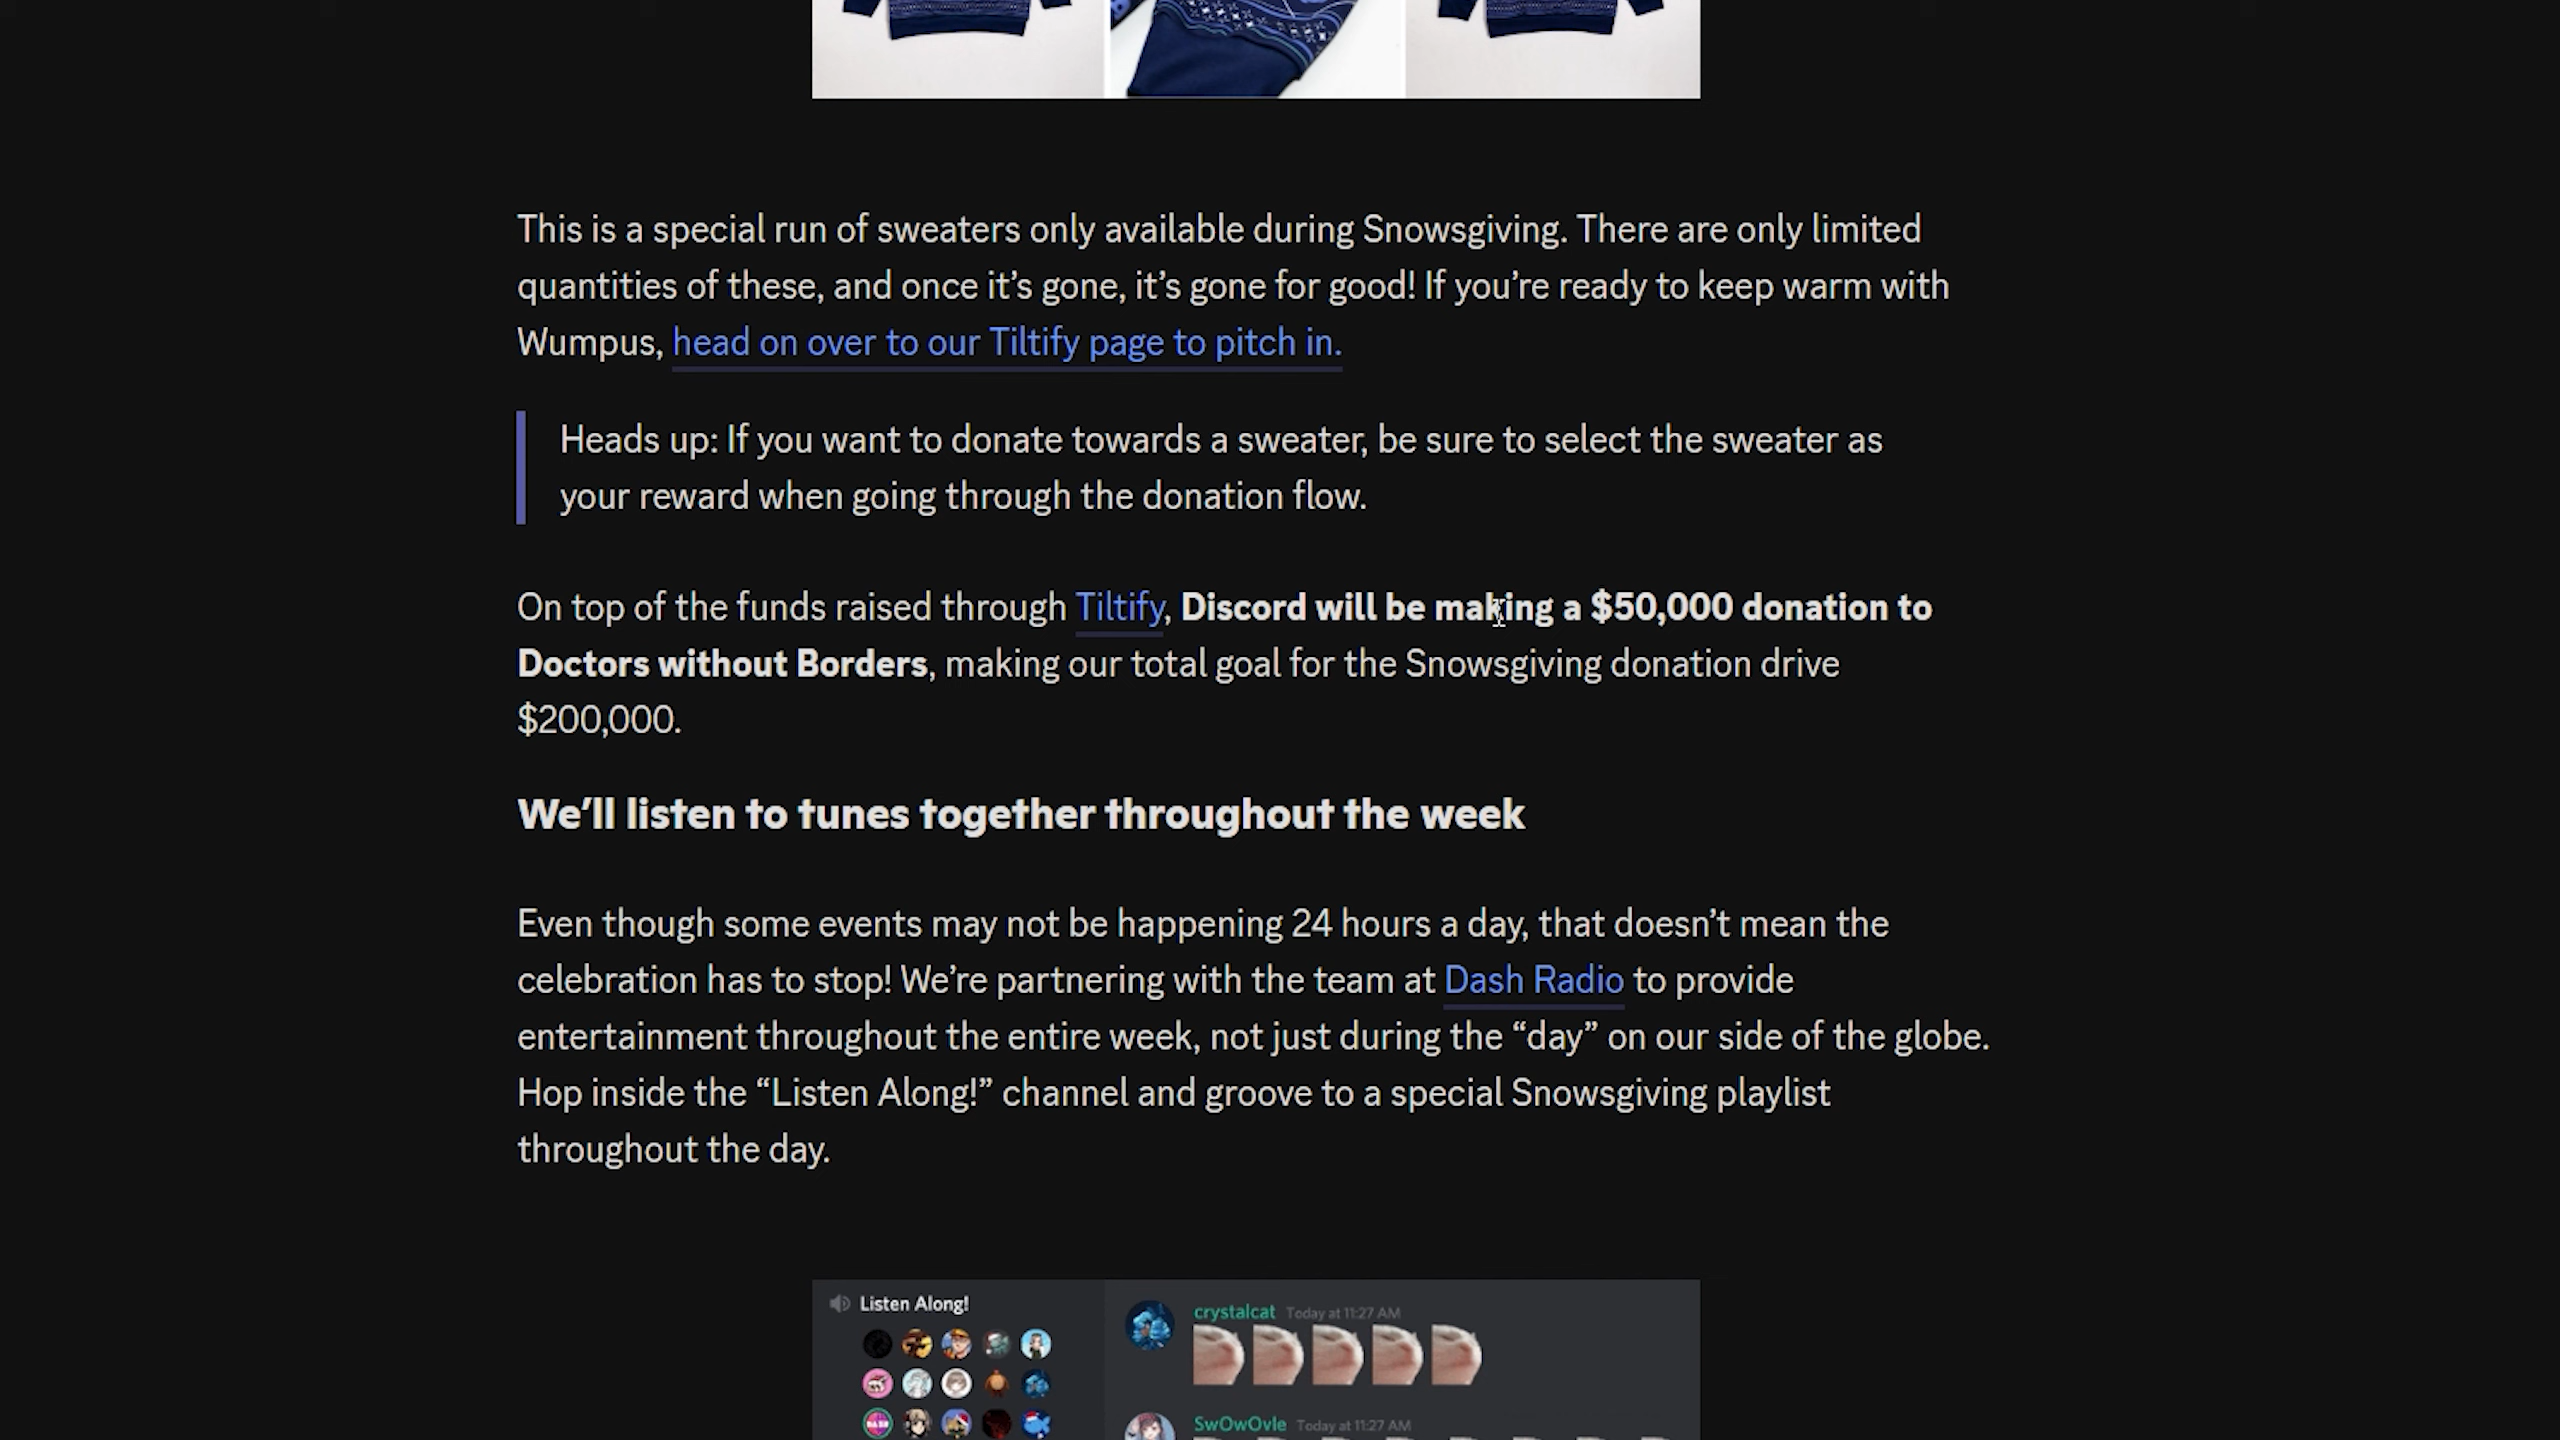 This is a special run of sweaters only available during Snowsgiving. There are only limited
quantities of these, and once it’s gone, it’s gone for good! If you’re ready to keep warm with
Wumpus, head on over to our Tiltify page to pitch in.
Heads up: If you want to donate towards a sweater, be sure to select the sweater as
your reward when going through the donation flow.
On top of the funds raised through Tiltify, Discord will be making a $50,000 donation to
Doctors without Borders, making our total goal for the Snowsgiving donation drive
$200,000.
We’ll listen to tunes together throughout the week
Even though some events may not be happening 24 hours a day, that doesn’t mean the
celebration has to stop! We’re partnering with the team at Dash Radio to provide
entertainment throughout the entire week, not just during the “day” on our side of the globe.
Hop inside the “Listen Along!” channel and groove to a special Snowsgiving playlist
throughout the day.
Listen Along!
crystalcat Today at 11:27 AM
SwOwOvle Today at 11:27 AM